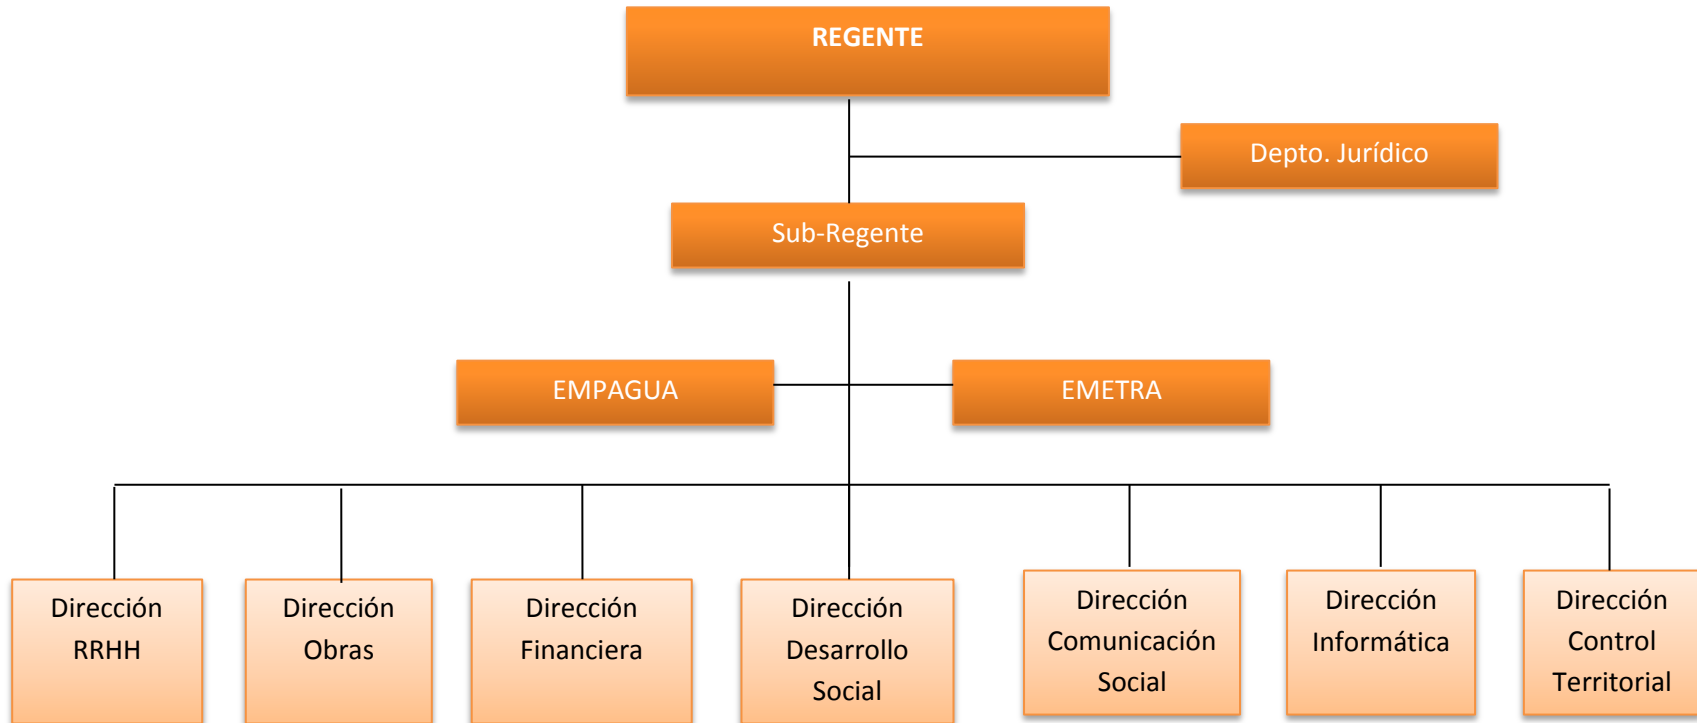 REGENTE
Depto. Jurídico
Sub-Regente
EMPAGUA
EMETRA
Dirección
RRHH
Dirección
Obras
Dirección
Financiera
Dirección
Desarrollo
Social
Dirección
Comunicación
Social
Dirección
Informática
Dirección
Control
Territorial